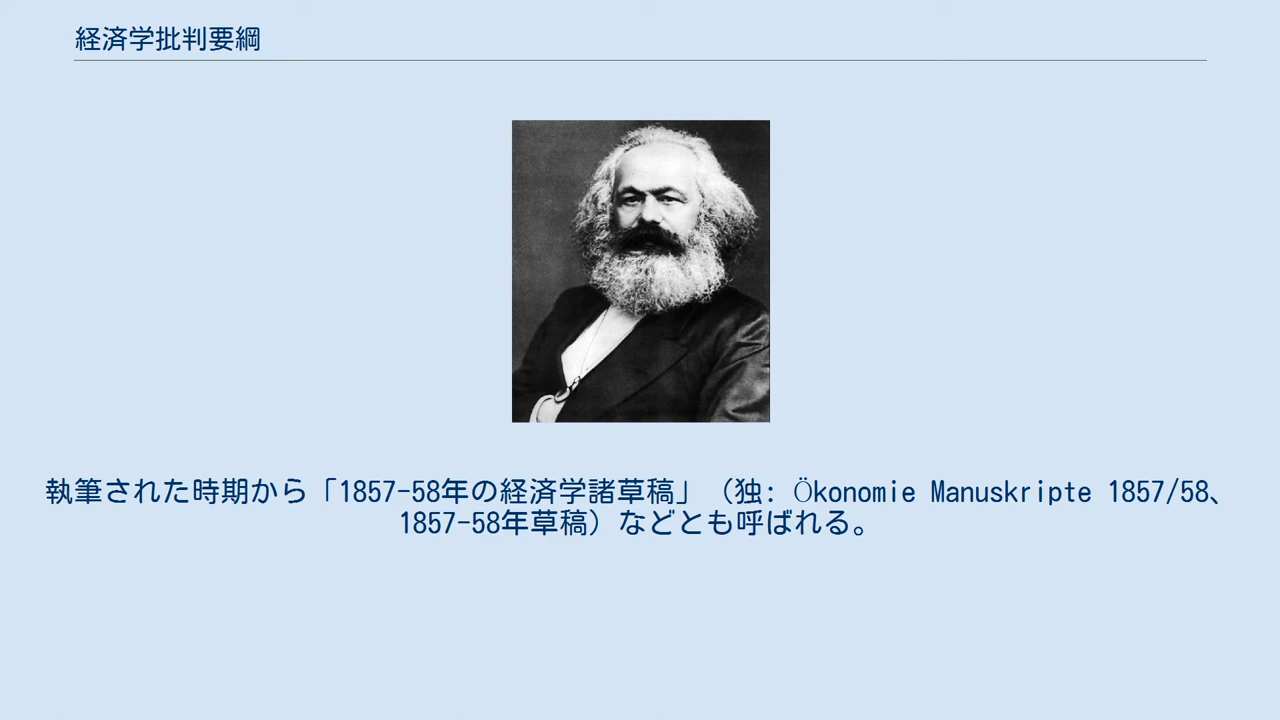 経済学批判要綱
執筆された時期から「1857-58年の経済学諸草稿」（独: Ökonomie Manuskripte 1857/58、
1857-58年草稿）などとも呼ばれる。